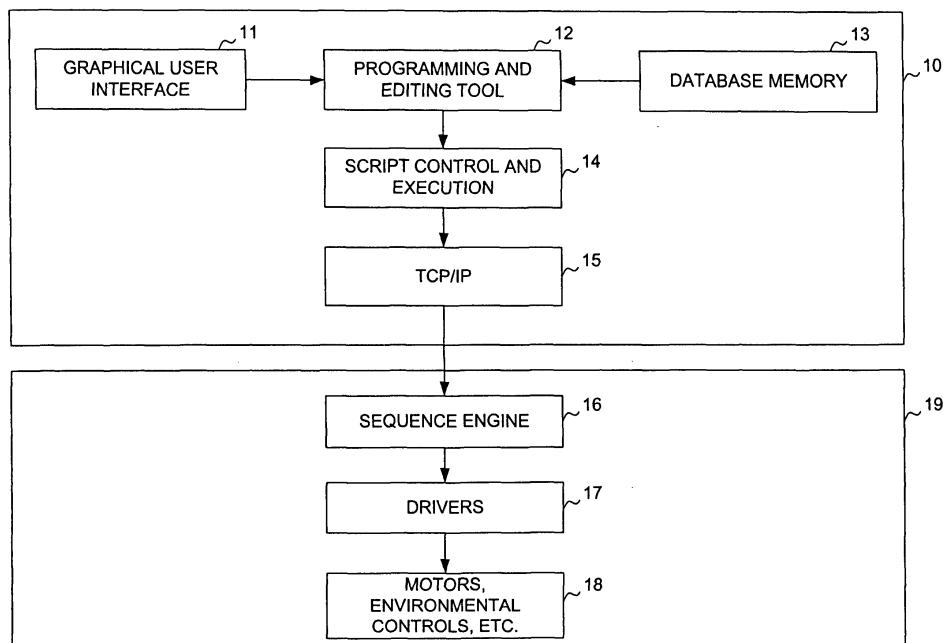 11
12
13
GRAPHICAL USER
INTERFACE
PROGRAMMING AND
EDITING TOOL
DATABASE MEMORY
10
SCRIPT CONTROL AND
EXECUTION
14
TCP/IP
15
SEQUENCE ENGINE
16
19
DRIVERS
17
MOTORS,
ENVIRONMENTAL
CONTROLS, ETC.
18